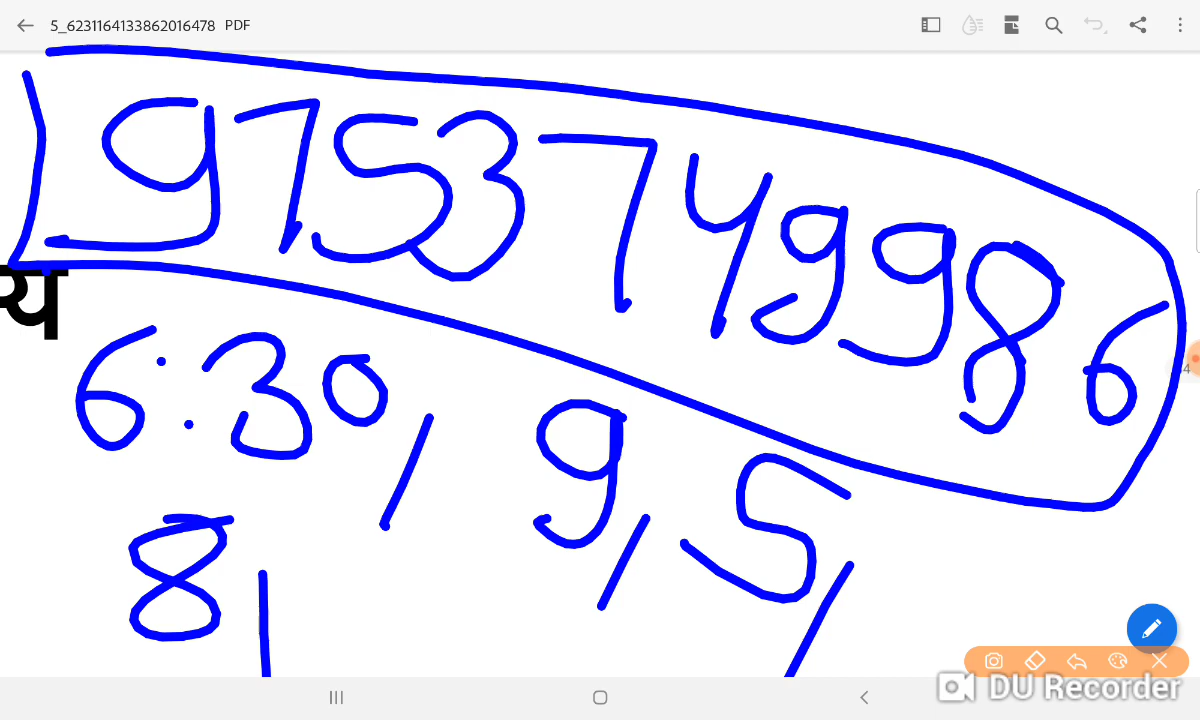 5_6231164133862016478 PDF
9753749986
य
6:30, 9, 5,
8,
DU Recorder